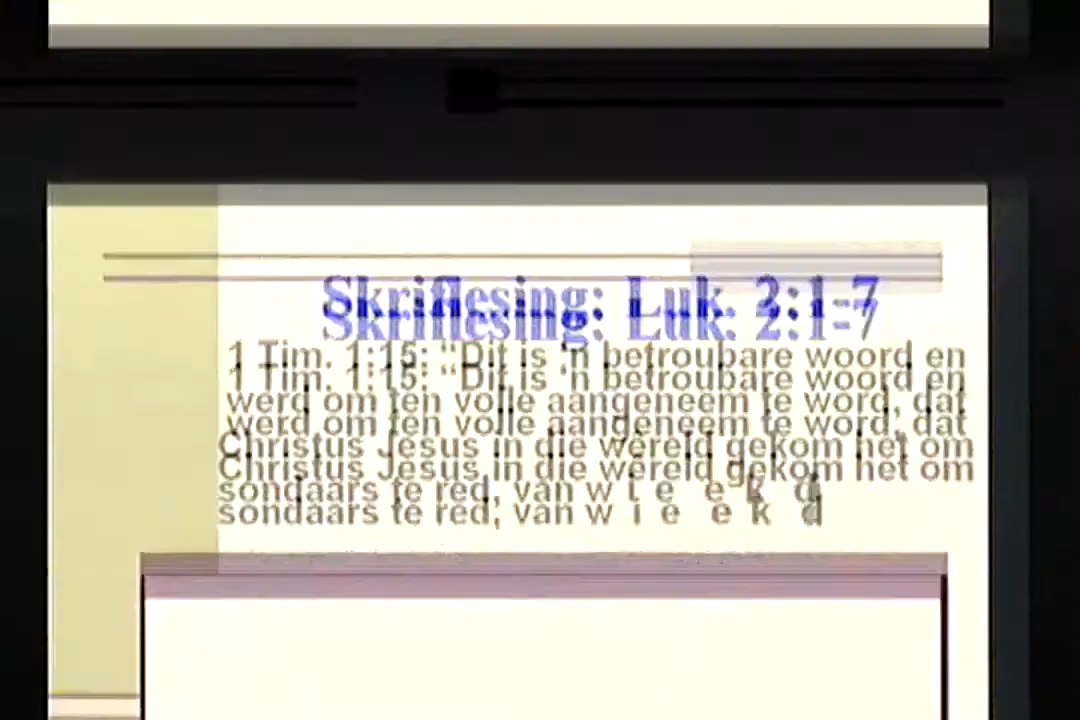 Skriflesing: Luk. 2:1-7
1 Tim. 1:15: "Dit is 'n betroubare woord en
werd om ten volle aangeneem te word, dat
Christus Jesus in die wêreld gekom het om
sondaars te red, van w i e e k d